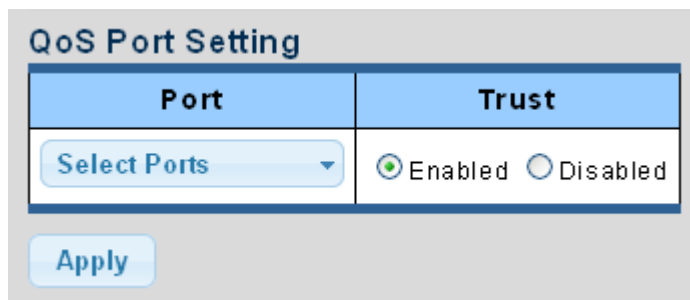 QoS Port Setting
Port Trust
Select Ports Enabled Disabled
Apply